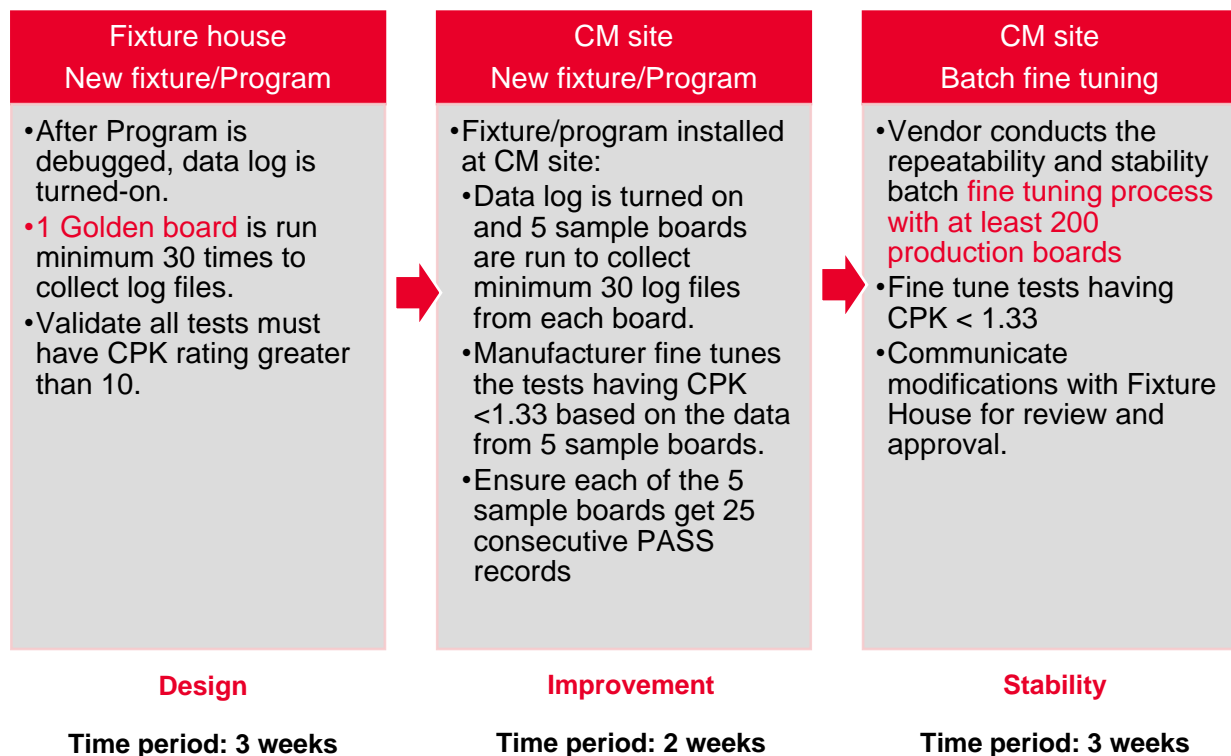 Fixture house
New fixture/Program
•After Program is
debugged, data log is
turned-on.
•1 Golden board is run
minimum 30 times to
collect log files.
•Validate all tests must
have CPK rating greater
than 10.
Design
Time period: 3 weeks
CM site
New fixture/Program
•Fixture/program installed
at CM site:
•Data log is turned on
and 5 sample boards
are run to collect
minimum 30 log files
from each board.
•Manufacturer fine tunes
the tests having CPK
<1.33 based on the data
from 5 sample boards.
•Ensure each of the 5
sample boards get 25
consecutive PASS
records
Improvement
Time period: 2 weeks
CM site
Batch fine tuning
•Vendor conducts the
repeatability and stability
batch fine tuning process
with at least 200
production boards
•Fine tune tests having
CPK < 1.33
•Communicate
modifications with Fixture
House for review and
approval.
Stability
Time period: 3 weeks